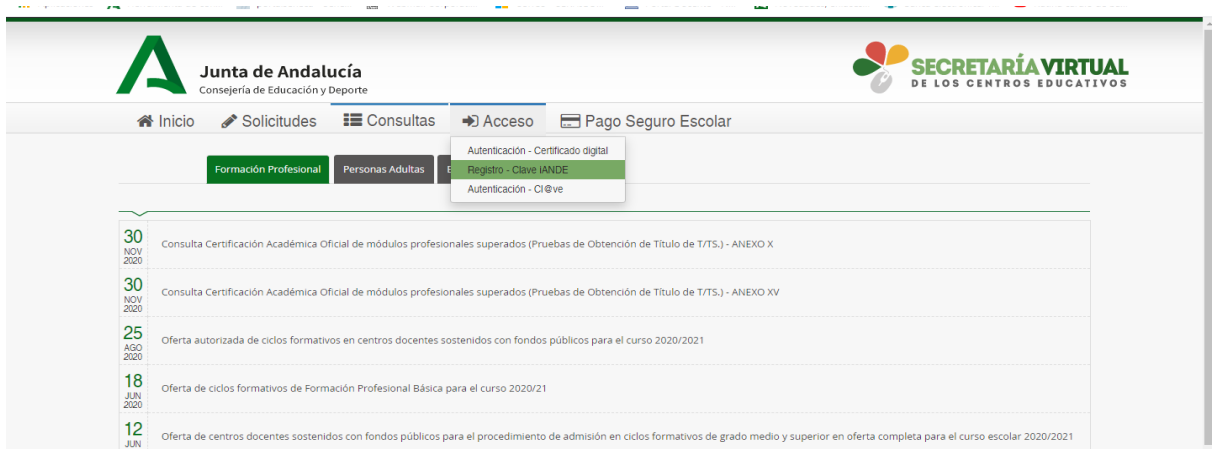 Junta de Andalucía
Consejería de Educación y Deporte
SECRETARÍA VIRTUAL
DE LOS CENTROS EDUCATIVOS
Inicio Solicitudes Consultas Acceso Pago Seguro Escolar
Autenticación - Certificado digital
Registro - Clave iANDE
Autenticación - Cl@ve
Formación Profesional Personas Adultas
30
NOV
2020
Consulta Certificación Académica Oficial de módulos profesionales superados (Pruebas de Obtención de Título de T/TS.) - ANEXO X
30
NOV
2020
Consulta Certificación Académica Oficial de módulos profesionales superados (Pruebas de Obtención de Título de T/TS.) - ANEXO XV
25
AGO
2020
Oferta autorizada de ciclos formativos en centros docentes sostenidos con fondos públicos para el curso 2020/2021
18
JUN
2020
Oferta de ciclos formativos de Formación Profesional Básica para el curso 2020/21
12
JUN
Oferta de centros docentes sostenidos con fondos públicos para el procedimiento de admisión en ciclos formativos de grado medio y superior en oferta completa para el curso escolar 2020/2021